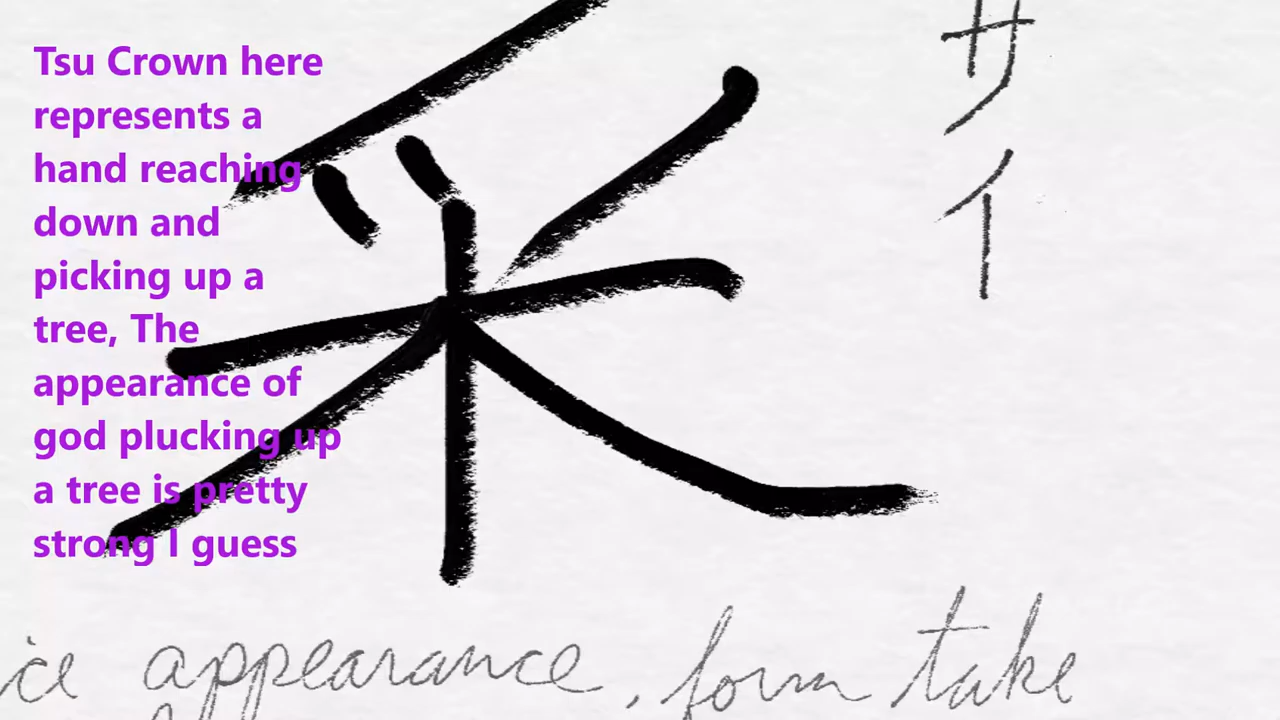 Tsu Crown here
represents a
hand reaching
down and
picking up a
tree, The
appearance of
god plucking up
a tree is pretty
strong I guess
采
サイ
ice appearance, form take